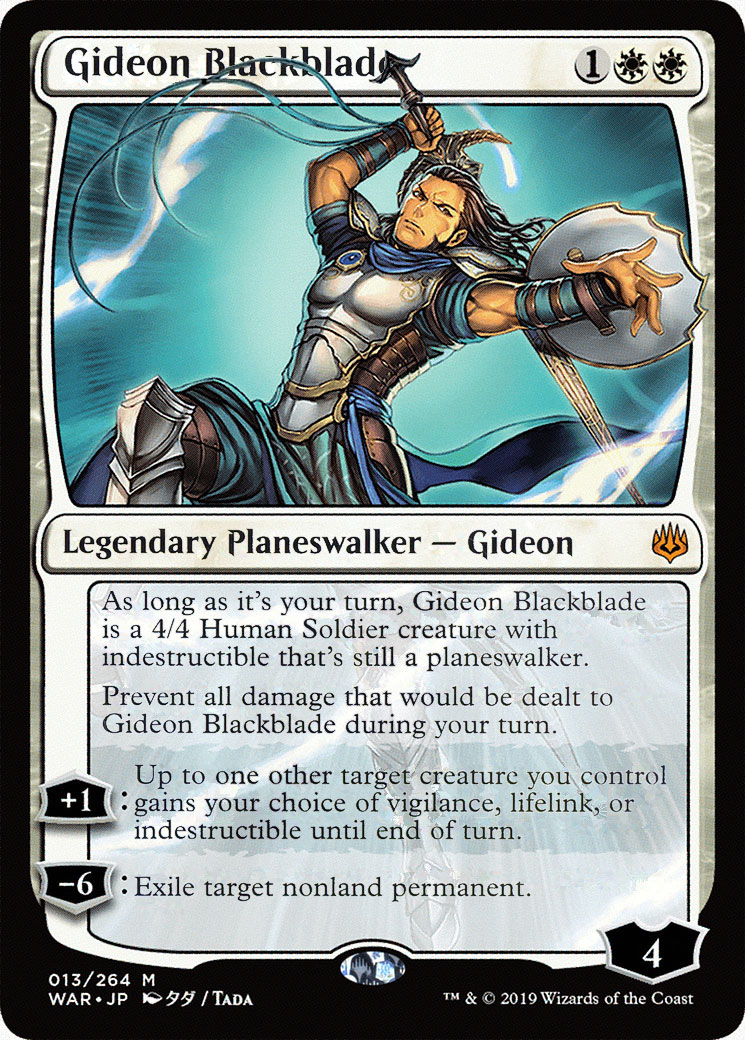 Gideon Blackblade 1
Legendary Planeswalker — Gideon
As long as it's your turn, Gideon Blackblade
is a 4/4 Human Soldier creature with
indestructible that's still a planeswalker.
Prevent all damage that would be dealt to
Gideon Blackblade during your turn.
+1 : Up to one other target creature you control
gains your choice of vigilance, lifelink, or
indestructible until end of turn.
−6 : Exile target nonland permanent.
4
013/264 M
WAR • JP タダ / TADA
™ & © 2019 Wizards of the Coast